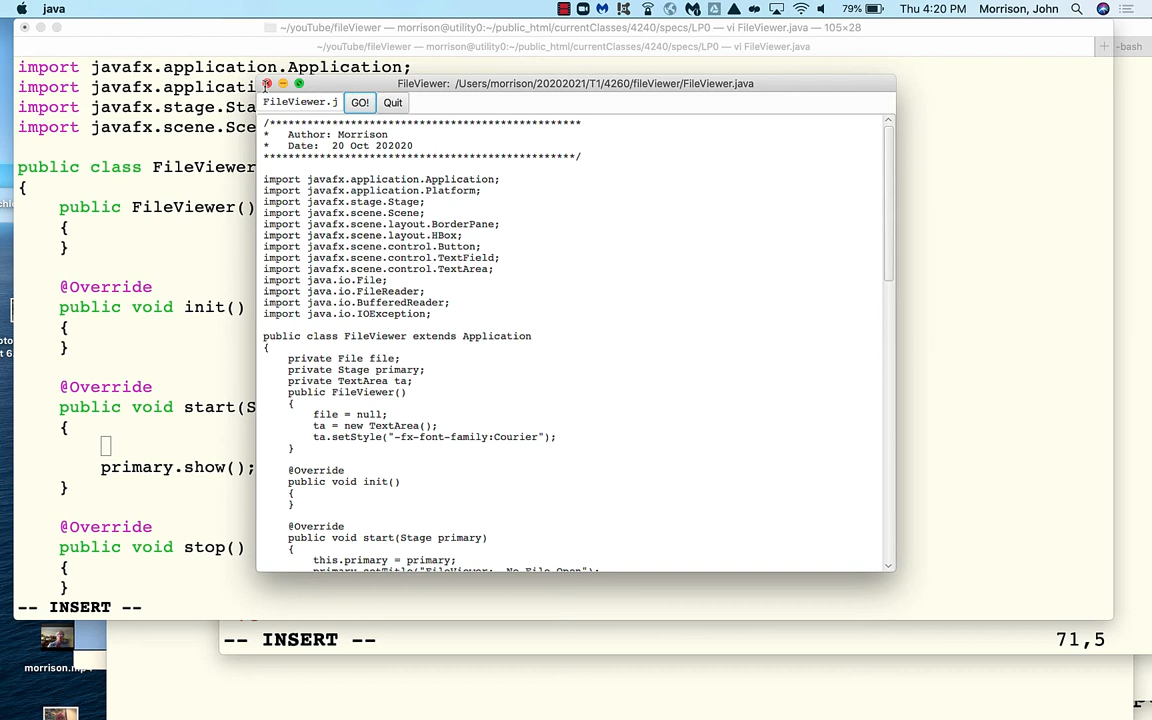 java
79%
Thu 4:20 PM
Morrison, John
~/youTube/fileViewer — morrison@utility0:~/public_html/currentClasses/4240/specs/LP0 — vi FileViewer.java — 105×28
~/youTube/fileViewer — morrison@utility0:~/public_html/currentClasses/4240/specs/LP0 — vi FileViewer.java
-bash
import javafx.application.Application;
import javafx.applicati
import javafx.stage.Sta
import javafx.scene.Sce
public class FileViewer
{
public FileViewer()
{
}
@Override
public void init()
{
}
@Override
public void start(S
{
primary.show();
}
@Override
public void stop()
{
}
-- INSERT --
FileViewer: /Users/morrison/20202021/T1/4260/fileViewer/FileViewer.java
FileViewer.j
GO!
Quit
/**************************************************
* Author: Morrison
* Date: 20 Oct 202020
**************************************************/
import javafx.application.Application;
import javafx.application.Platform;
import javafx.stage.Stage;
import javafx.scene.Scene;
import javafx.scene.layout.BorderPane;
import javafx.scene.layout.HBox;
import javafx.scene.control.Button;
import javafx.scene.control.TextField;
import javafx.scene.control.TextArea;
import java.io.File;
import java.io.FileReader;
import java.io.BufferedReader;
import java.io.IOException;
public class FileViewer extends Application
{
private File file;
private Stage primary;
private TextArea ta;
public FileViewer()
{
file = null;
ta = new TextArea();
ta.setStyle("-fx-font-family:Courier");
}
@Override
public void init()
{
}
@Override
public void start(Stage primary)
{
this.primary = primary;
primary.setTitle("FileViewer: No File Open");
-- INSERT --
71,5
morrison.mp4